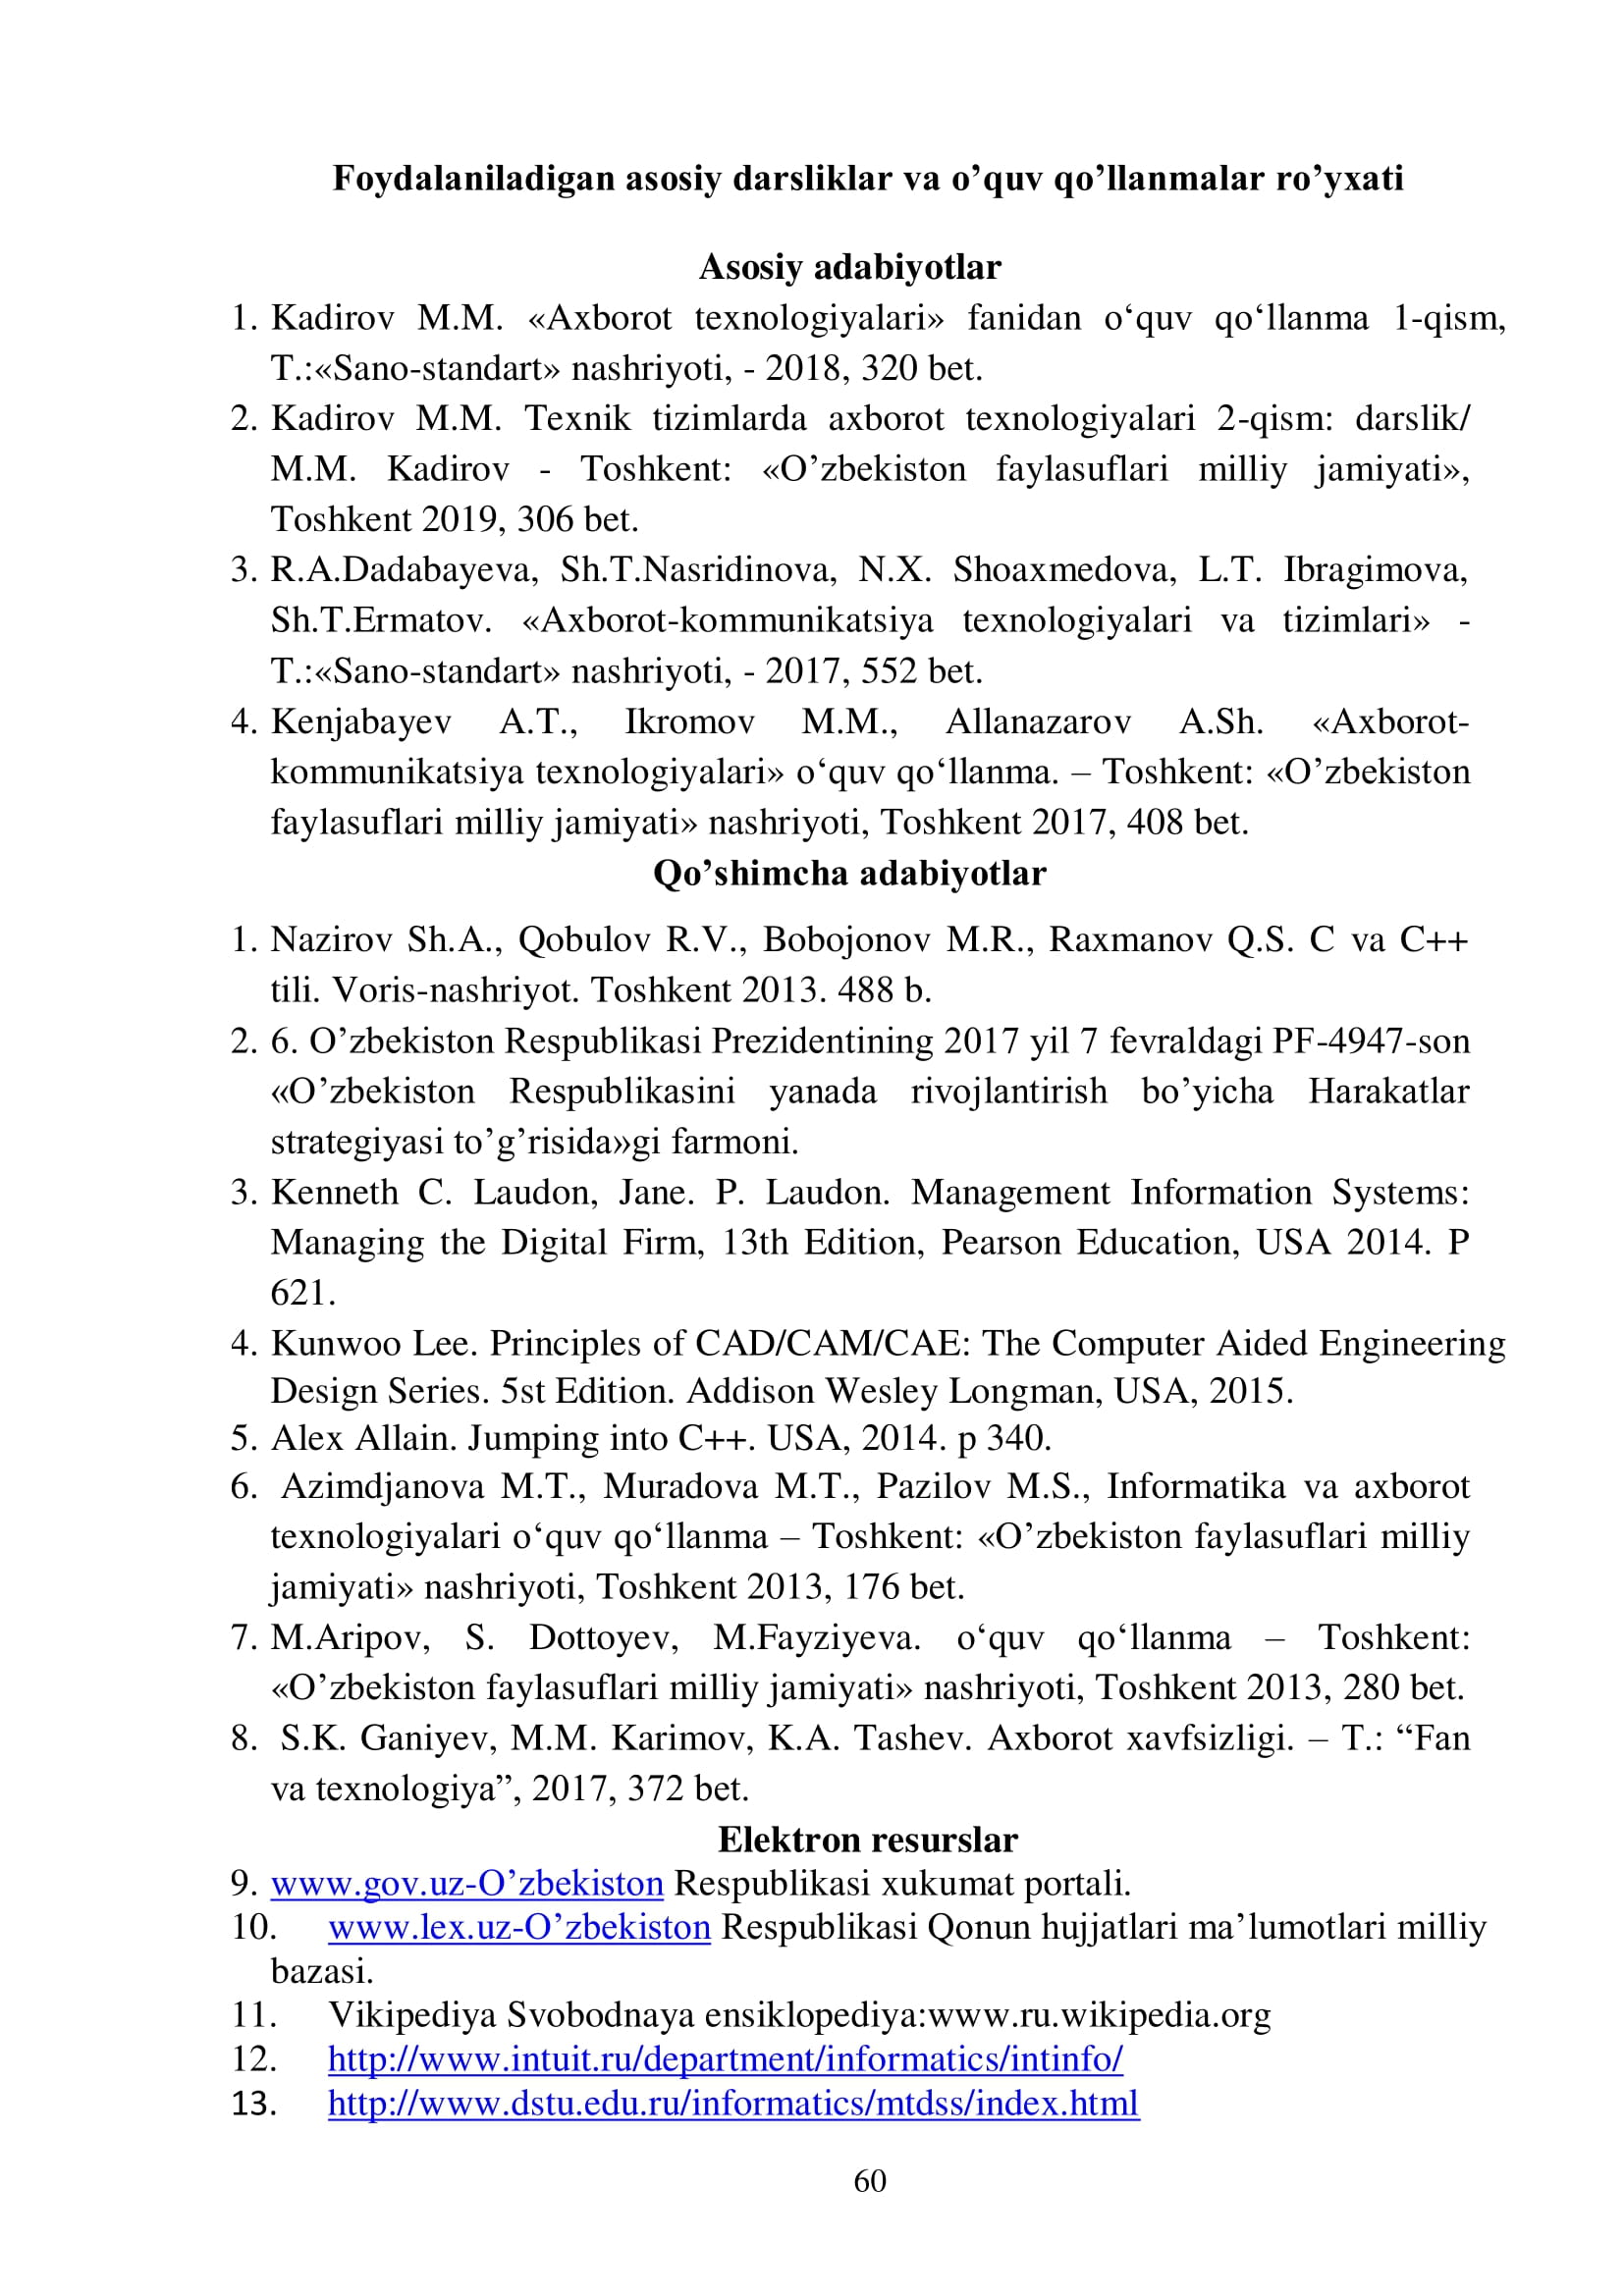 Foydalaniladigan asosiy darsliklar va o’quv qo’llanmalar ro’yxati
Asosiy adabiyotlar
1. Kadirov M.M. «Axborot texnologiyalari» fanidan o‘quv qo‘llanma 1-qism,
T.:«Sano-standart» nashriyoti, - 2018, 320 bet.
2. Kadirov M.M. Texnik tizimlarda axborot texnologiyalari 2-qism: darslik/
M.M. Kadirov - Toshkent: «O’zbekiston faylasuflari milliy jamiyati»,
Toshkent 2019, 306 bet.
3. R.A.Dadabayeva, Sh.T.Nasridinova, N.X. Shoaxmedova, L.T. Ibragimova,
Sh.T.Ermatov. «Axborot-kommunikatsiya texnologiyalari va tizimlari» -
T.:«Sano-standart» nashriyoti, - 2017, 552 bet.
4. Kenjabayev A.T., Ikromov M.M., Allanazarov A.Sh. «Axborot-
kommunikatsiya texnologiyalari» o‘quv qo‘llanma. – Toshkent: «O’zbekiston
faylasuflari milliy jamiyati» nashriyoti, Toshkent 2017, 408 bet.
Qo’shimcha adabiyotlar
1. Nazirov Sh.A., Qobulov R.V., Bobojonov M.R., Raxmanov Q.S. C va C++
tili. Voris-nashriyot. Toshkent 2013. 488 b.
2. 6. O’zbekiston Respublikasi Prezidentining 2017 yil 7 fevraldagi PF-4947-son
«O’zbekiston Respublikasini yanada rivojlantirish bo’yicha Harakatlar
strategiyasi to’g’risida»gi farmoni.
3. Kenneth C. Laudon, Jane. P. Laudon. Management Information Systems:
Managing the Digital Firm, 13th Edition, Pearson Education, USA 2014. P
621.
4. Kunwoo Lee. Principles of CAD/CAM/CAE: The Computer Aided Engineering
Design Series. 5st Edition. Addison Wesley Longman, USA, 2015.
5. Alex Allain. Jumping into C++. USA, 2014. p 340.
6. Azimdjanova M.T., Muradova M.T., Pazilov M.S., Informatika va axborot
texnologiyalari o‘quv qo‘llanma – Toshkent: «O’zbekiston faylasuflari milliy
jamiyati» nashriyoti, Toshkent 2013, 176 bet.
7. M.Aripov, S. Dottoyev, M.Fayziyeva. o‘quv qo‘llanma – Toshkent:
«O’zbekiston faylasuflari milliy jamiyati» nashriyoti, Toshkent 2013, 280 bet.
8. S.K. Ganiyev, M.M. Karimov, K.A. Tashev. Axborot xavfsizligi. – T.: “Fan
va texnologiya”, 2017, 372 bet.
Elektron resurslar
9. www.gov.uz-O’zbekiston Respublikasi xukumat portali.
10. www.lex.uz-O’zbekiston Respublikasi Qonun hujjatlari ma’lumotlari milliy
bazasi.
11. Vikipediya Svobodnaya ensiklopediya:www.ru.wikipedia.org
12. http://www.intuit.ru/department/informatics/intinfo/
13. http://www.dstu.edu.ru/informatics/mtdss/index.html
60